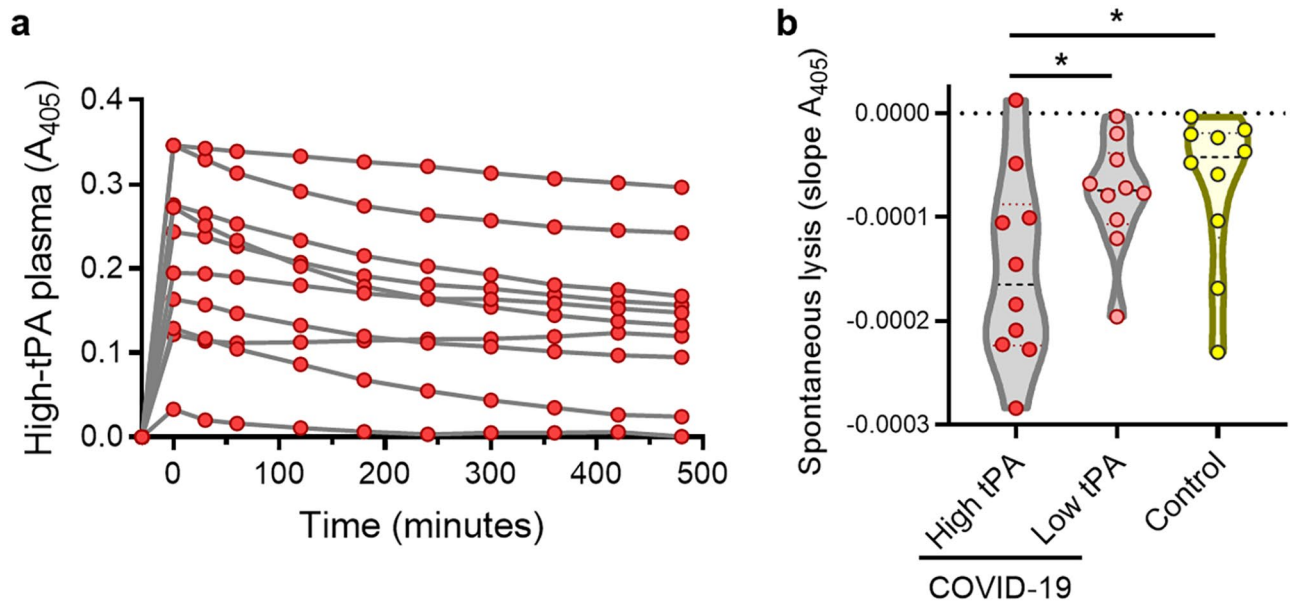 a
High-tPA plasma (A405)
0.4
0.3
0.2
0.1
0.0
0 100 200 300 400 500
Time (minutes)
b
* 
*
Spontaneous lysis (slope A405)
0.0000
-0.0001
-0.0002
-0.0003
High tPA
Low tPA
Control
COVID-19